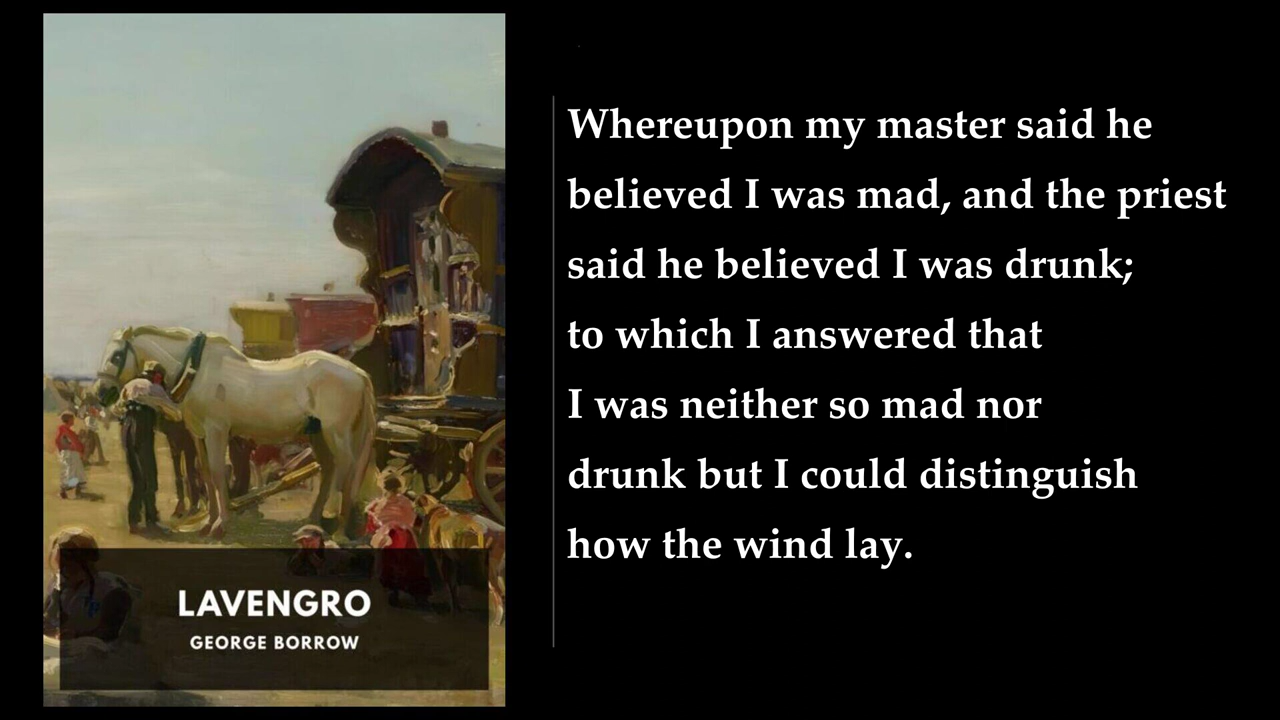 Whereupon my master said he
believed I was mad, and the priest
said he believed I was drunk;
to which I answered that
I was neither so mad nor
drunk but I could distinguish
how the wind lay.
LAVENGRO
GEORGE BORROW